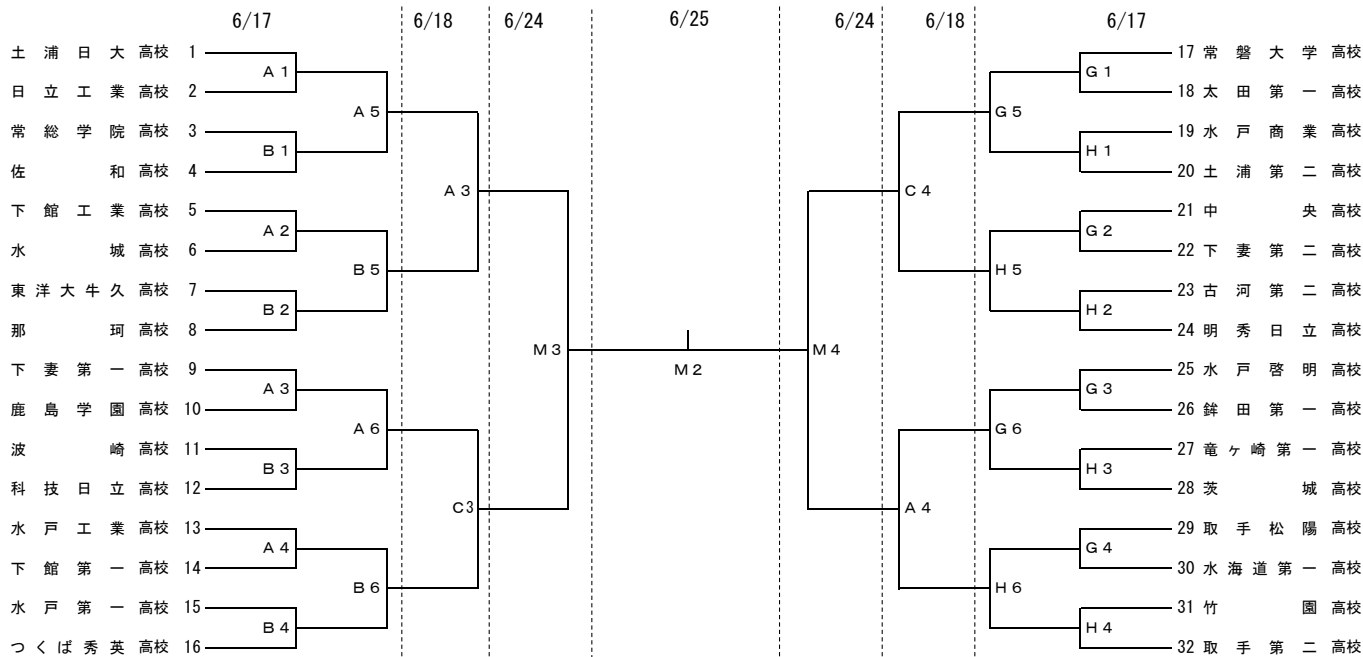 6/17 6/18 6/24 6/25 6/24 6/18 6/17
土浦日大 高校 1
A1
日立工業 高校 2
A5
常総学院 高校 3
B1
佐和 高校 4
A3
下館工業 高校 5
A2
水城 高校 6
B5
東洋大牛久 高校 7
B2
那珂 高校 8
M3
下妻第一 高校 9
A3
鹿島学園 高校 10
A6
波崎 高校 11
B3
科技日立 高校 12
C3
水戸工業 高校 13
A4
下館第一 高校 14
B6
水戸第一 高校 15
B4
つくば秀英 高校 16
M2
17 常磐大学 高校
G1
18 太田第一 高校
G5
19 水戸商業 高校
H1
20 土浦第二 高校
C4
21 中央 高校
G2
22 下妻第二 高校
H5
23 古河第二 高校
H2
24 明秀日立 高校
M4
25 水戸啓明 高校
G3
26 鉾田第一 高校
G6
27 竜ヶ崎第一 高校
H3
28 茨城 高校
A4
29 取手松陽 高校
G4
30 水海道第一 高校
H6
31 竹園 高校
H4
32 取手第二 高校